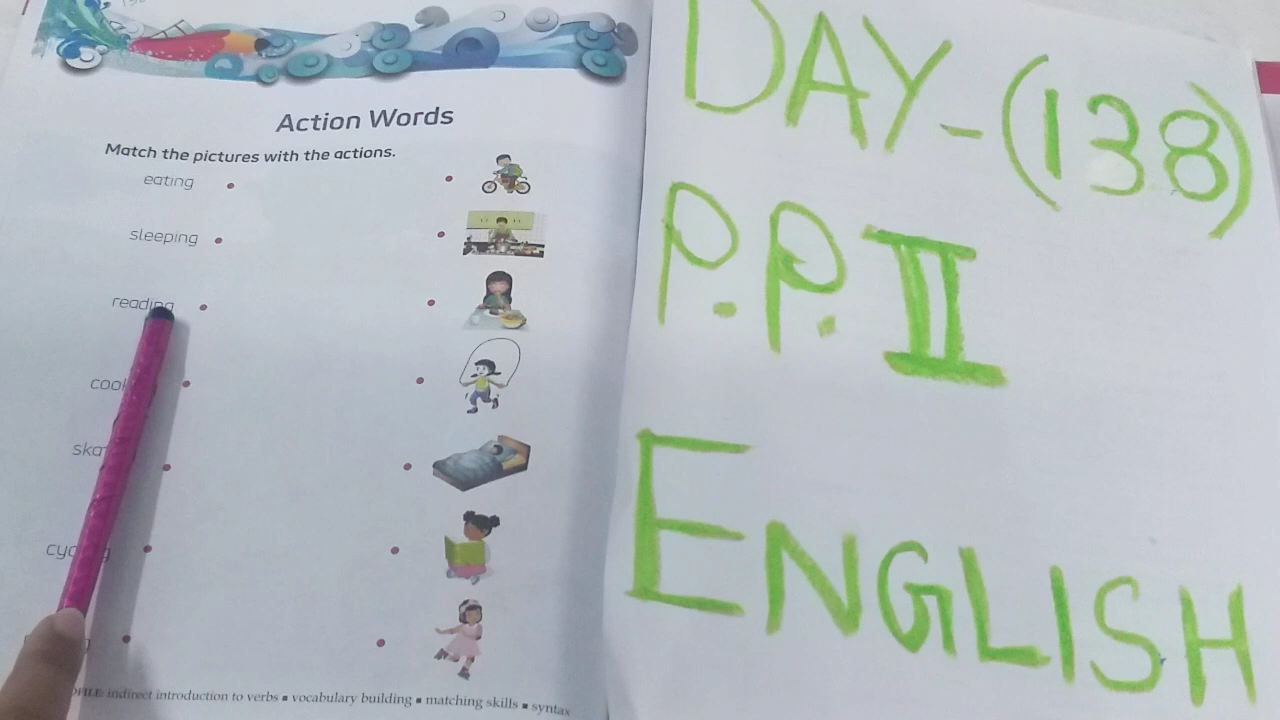 Action Words
Match the pictures with the actions.
eating
sleeping
reading
indirect introduction to verbs ▪ vocabulary building ▪ matching skills ▪ syntax
DAY-(138)
P.P.II
ENGLISH